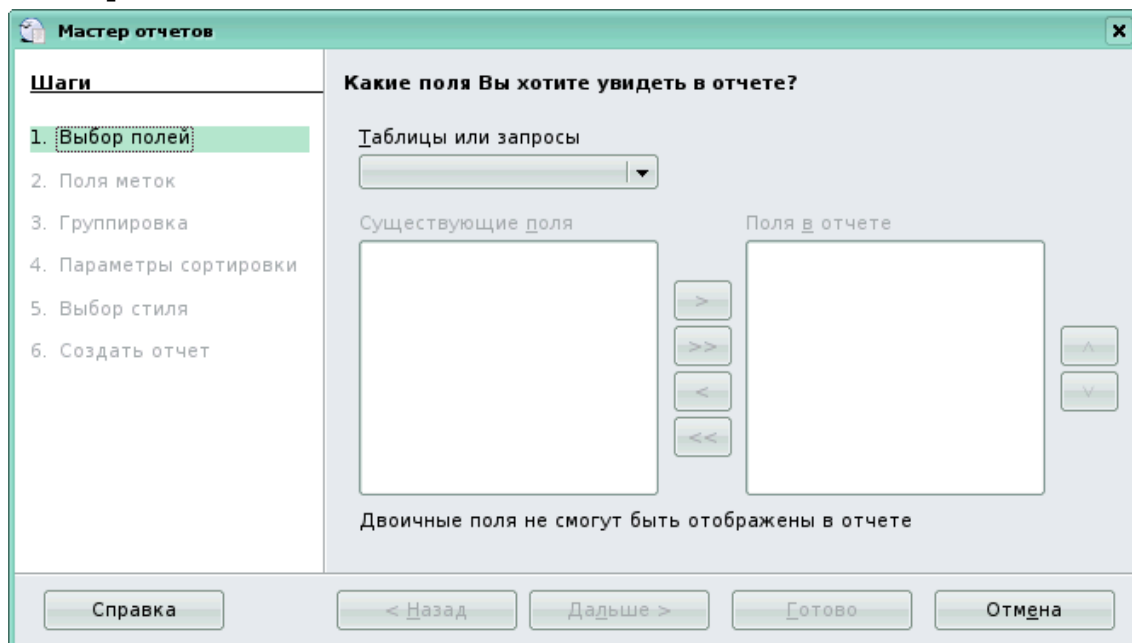 Мастер отчетов
Шаги
1. Выбор полей
2. Поля меток
3. Группировка
4. Параметры сортировки
5. Выбор стиля
6. Создать отчет
Какие поля Вы хотите увидеть в отчете?
Таблицы или запросы
Существующие поля
Поля в отчете
>
>>
<
<<
Двоичные поля не смогут быть отображены в отчете
Справка
< Назад
Дальше >
Готово
Отмена